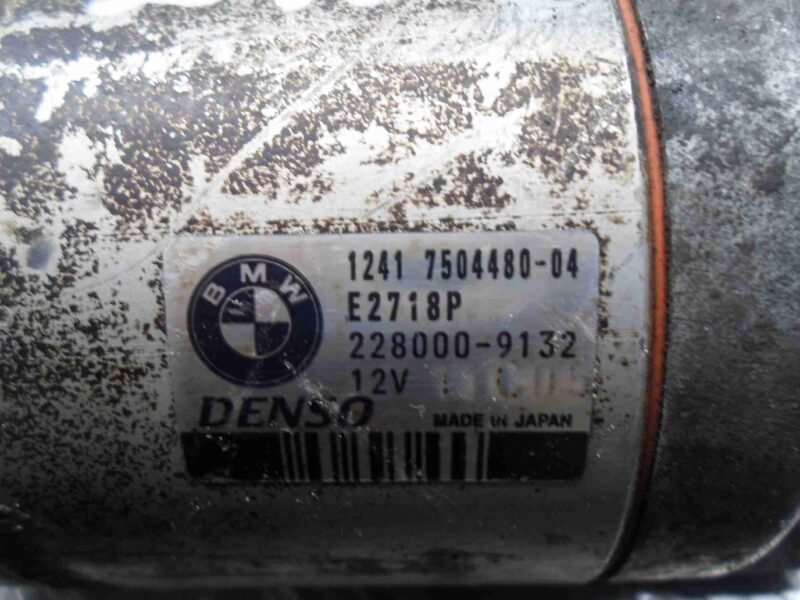 BMW
1241 7504480-04
E2718P
228000-9132
12V
DENSO
MADE IN JAPAN